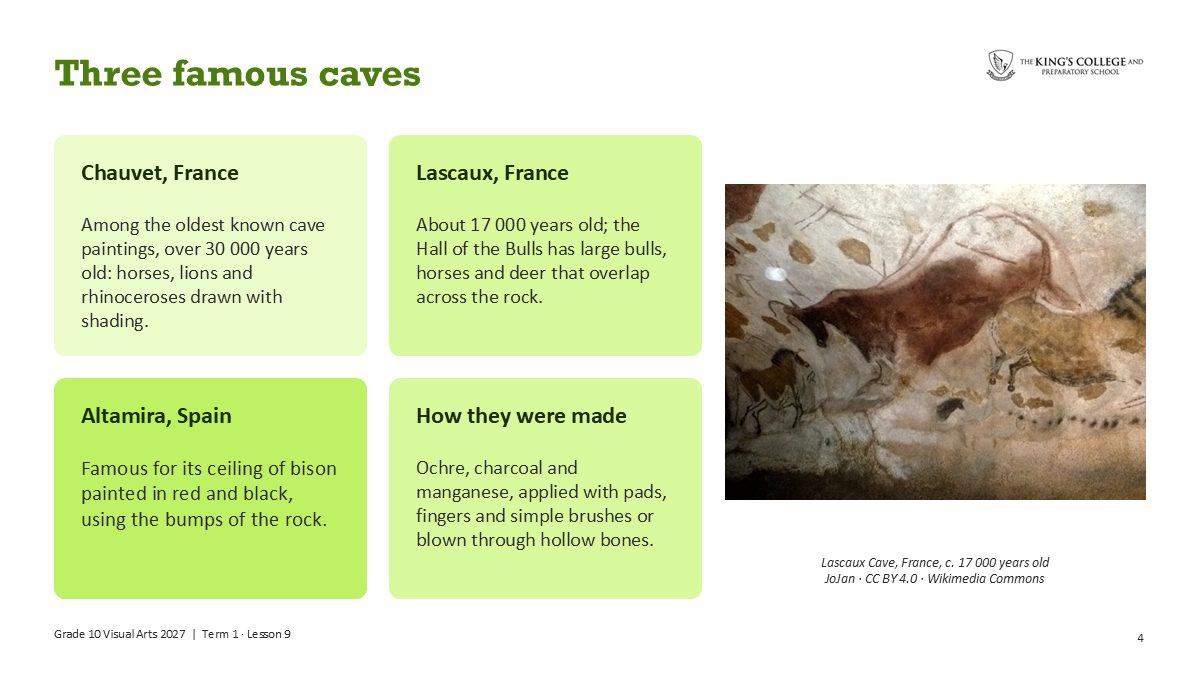 Three famous caves
THE KING'S COLLEGE AND
PREPARATORY SCHOOL
Chauvet, France
Among the oldest known cave
paintings, over 30 000 years
old: horses, lions and
rhinoceroses drawn with
shading.
Lascaux, France
About 17 000 years old; the
Hall of the Bulls has large bulls,
horses and deer that overlap
across the rock.
Altamira, Spain
Famous for its ceiling of bison
painted in red and black,
using the bumps of the rock.
How they were made
Ochre, charcoal and
manganese, applied with pads,
fingers and simple brushes or
blown through hollow bones.
Lascaux Cave, France, c. 17 000 years old
JoJan · CC BY 4.0 · Wikimedia Commons
Grade 10 Visual Arts 2027 | Term 1 · Lesson 9
4